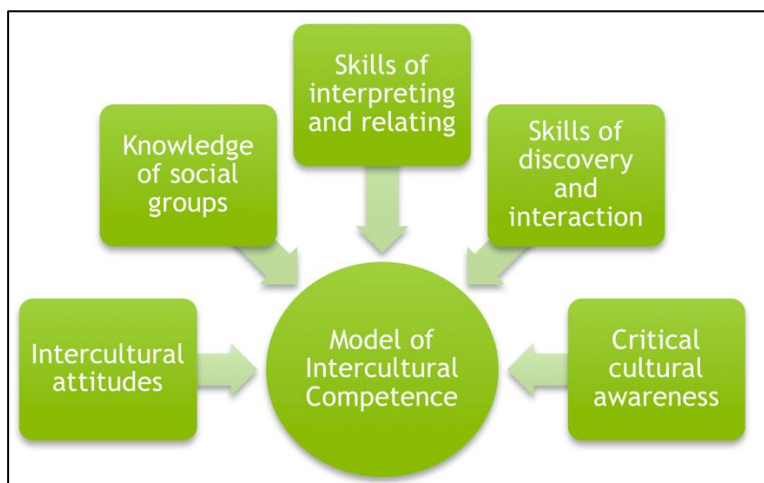 Skills of
interpreting
and relating
Knowledge
of social
groups
Skills of
discovery
and
interaction
Intercultural
attitudes
Model of
Intercultural
Competence
Critical
cultural
awareness